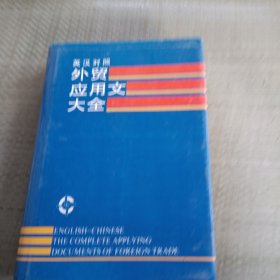 英汉对照
外贸
应用文
大全
ENGLISH-CHINESE
THE COMPLETE APPLYING
DOCUMENTS OF FOREIGN TRADE